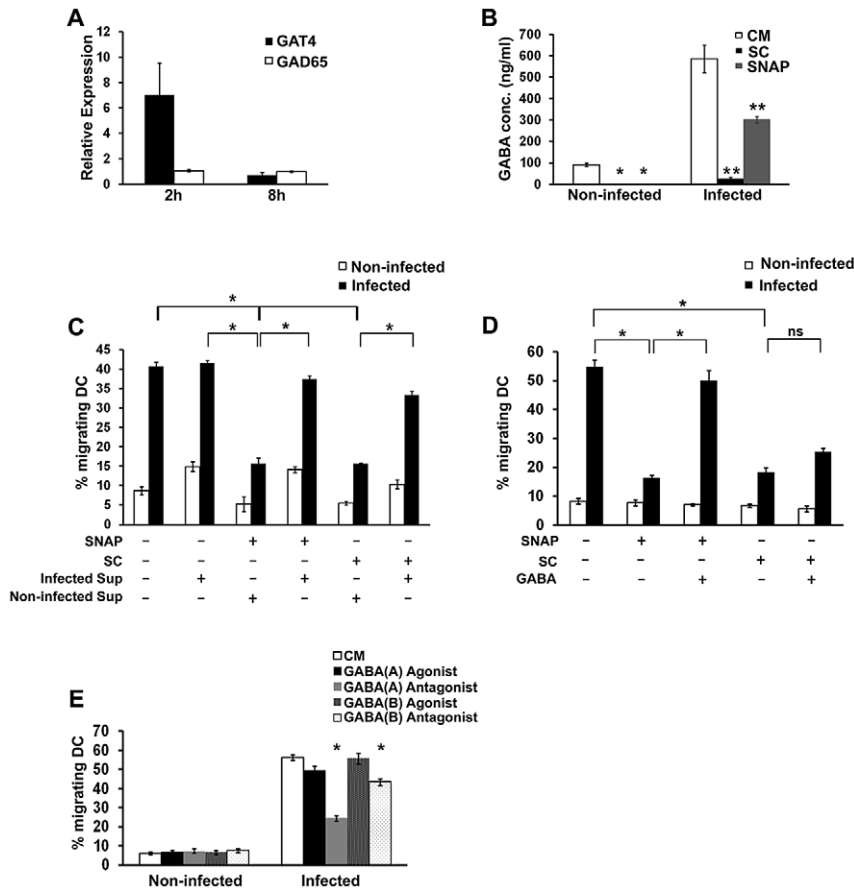 A
GAT4
GAD65
Relative Expression
12
10
8
6
4
2
0
2h
8h
B
CM
SC
SNAP
GABA conc. (ng/ml)
700
600
500
400
300
200
100
0
* *
**
**
Non-infected
Infected
C
Non-infected
Infected
*
* * *
% migrating DC
45
40
35
30
25
20
15
10
5
0
SNAP – – + + – –
SC – – – – + +
Infected Sup – + – + – +
Non-infected Sup – – + – + –
D
Non-infected
Infected
*
* * ns
% migrating DC
60
50
40
30
20
10
0
SNAP – + + – –
SC – – – + +
GABA – – + – +
E
CM
GABA(A) Agonist
GABA(A) Antagonist
GABA(B) Agonist
GABA(B) Antagonist
% migrating DC
70
60
50
40
30
20
10
0
* *
Non-infected
Infected